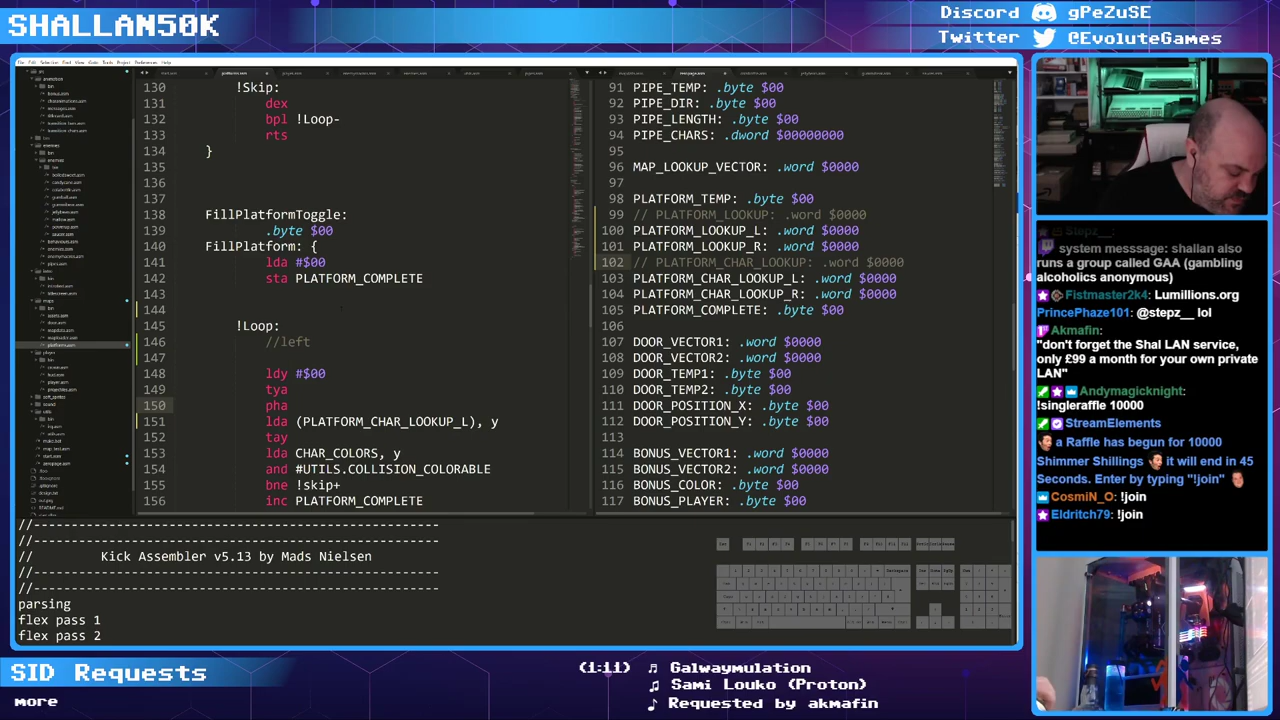 SHALLAN50K
Discord gPeZuSE
Twitter @EvoluteGames
130 !Skip:
131 dex
132 bpl !Loop-
133 rts
134 }
135
136
137
138 FillPlatformToggle:
139 .byte $00
140 FillPlatform: {
141 lda #$00
142 sta PLATFORM_COMPLETE
143
144
145 !Loop:
146 //left
147
148 ldy #$00
149 tya
150 pha
151 lda (PLATFORM_CHAR_LOOKUP_L), y
152 tay
153 lda CHAR_COLORS, y
154 and #UTILS.COLLISION_COLORABLE
155 bne !skip+
156 inc PLATFORM_COMPLETE
91 PIPE_TEMP: .byte $00
92 PIPE_DIR: .byte $00
93 PIPE_LENGTH: .byte $00
94 PIPE_CHARS: .dword $00000000
95
96 MAP_LOOKUP_VECTOR: .word $0000
97
98 PLATFORM_TEMP: .byte $00
99 // PLATFORM_LOOKUP: .word $0000
100 PLATFORM_LOOKUP_L: .word $0000
101 PLATFORM_LOOKUP_R: .word $0000
102 // PLATFORM_CHAR_LOOKUP: .word $0000
103 PLATFORM_CHAR_LOOKUP_L: .word $0000
104 PLATFORM_CHAR_LOOKUP_R: .word $0000
105 PLATFORM_COMPLETE: .byte $00
106
107 DOOR_VECTOR1: .word $0000
108 DOOR_VECTOR2: .word $0000
109 DOOR_TEMP1: .byte $00
110 DOOR_TEMP2: .byte $00
111 DOOR_POSITION_X: .byte $00
112 DOOR_POSITION_Y: .byte $00
113
114 BONUS_VECTOR1: .word $0000
115 BONUS_VECTOR2: .word $0000
116 BONUS_COLOR: .byte $00
117 BONUS_PLAYER: .byte $00
Stepz__:
system messsage: shallan also
runs a group called GAA (gambling
alcoholics anonymous)
Fistmaster2k4: Lumillions.org
PrincePhaze101: @stepz__ lol
Akmafin:
"don't forget the Shal LAN service,
only £99 a month for your own private
LAN"
Andymagicknight:
!singleraffle 10000
StreamElements:
a Raffle has begun for 10000
Shimmer Shillings it will end in 45
Seconds. Enter by typing "!join"
CosmiN_O: !join
Eldritch79: !join
//------------------------------------------------------
//------------------------------------------------------
// Kick Assembler v5.13 by Mads Nielsen
//------------------------------------------------------
//------------------------------------------------------
parsing
flex pass 1
flex pass 2
SID Requests
more
(1:11) Galwaymulation
Sami Louko (Proton)
Requested by akmafin